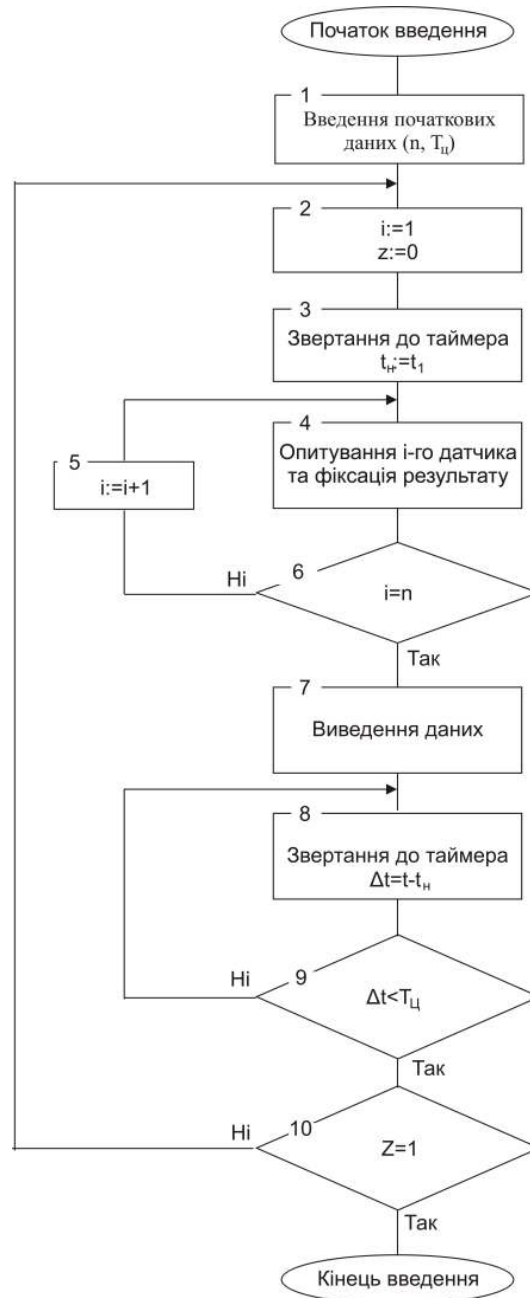 Початок введення
1
Введення початкових
даних (n, Tц)
2
i:=1
z:=0
3
Звертання до таймера
tн:=t1
4
Опитування і-го датчика
та фіксація результату
5
i:=i+1
6
Ні
i=n
Так
7
Виведення даних
8
Звертання до таймера
Δt=t-tн
9
Ні
Δt<TЦ
Так
10
Ні
Z=1
Так
Кінець введення